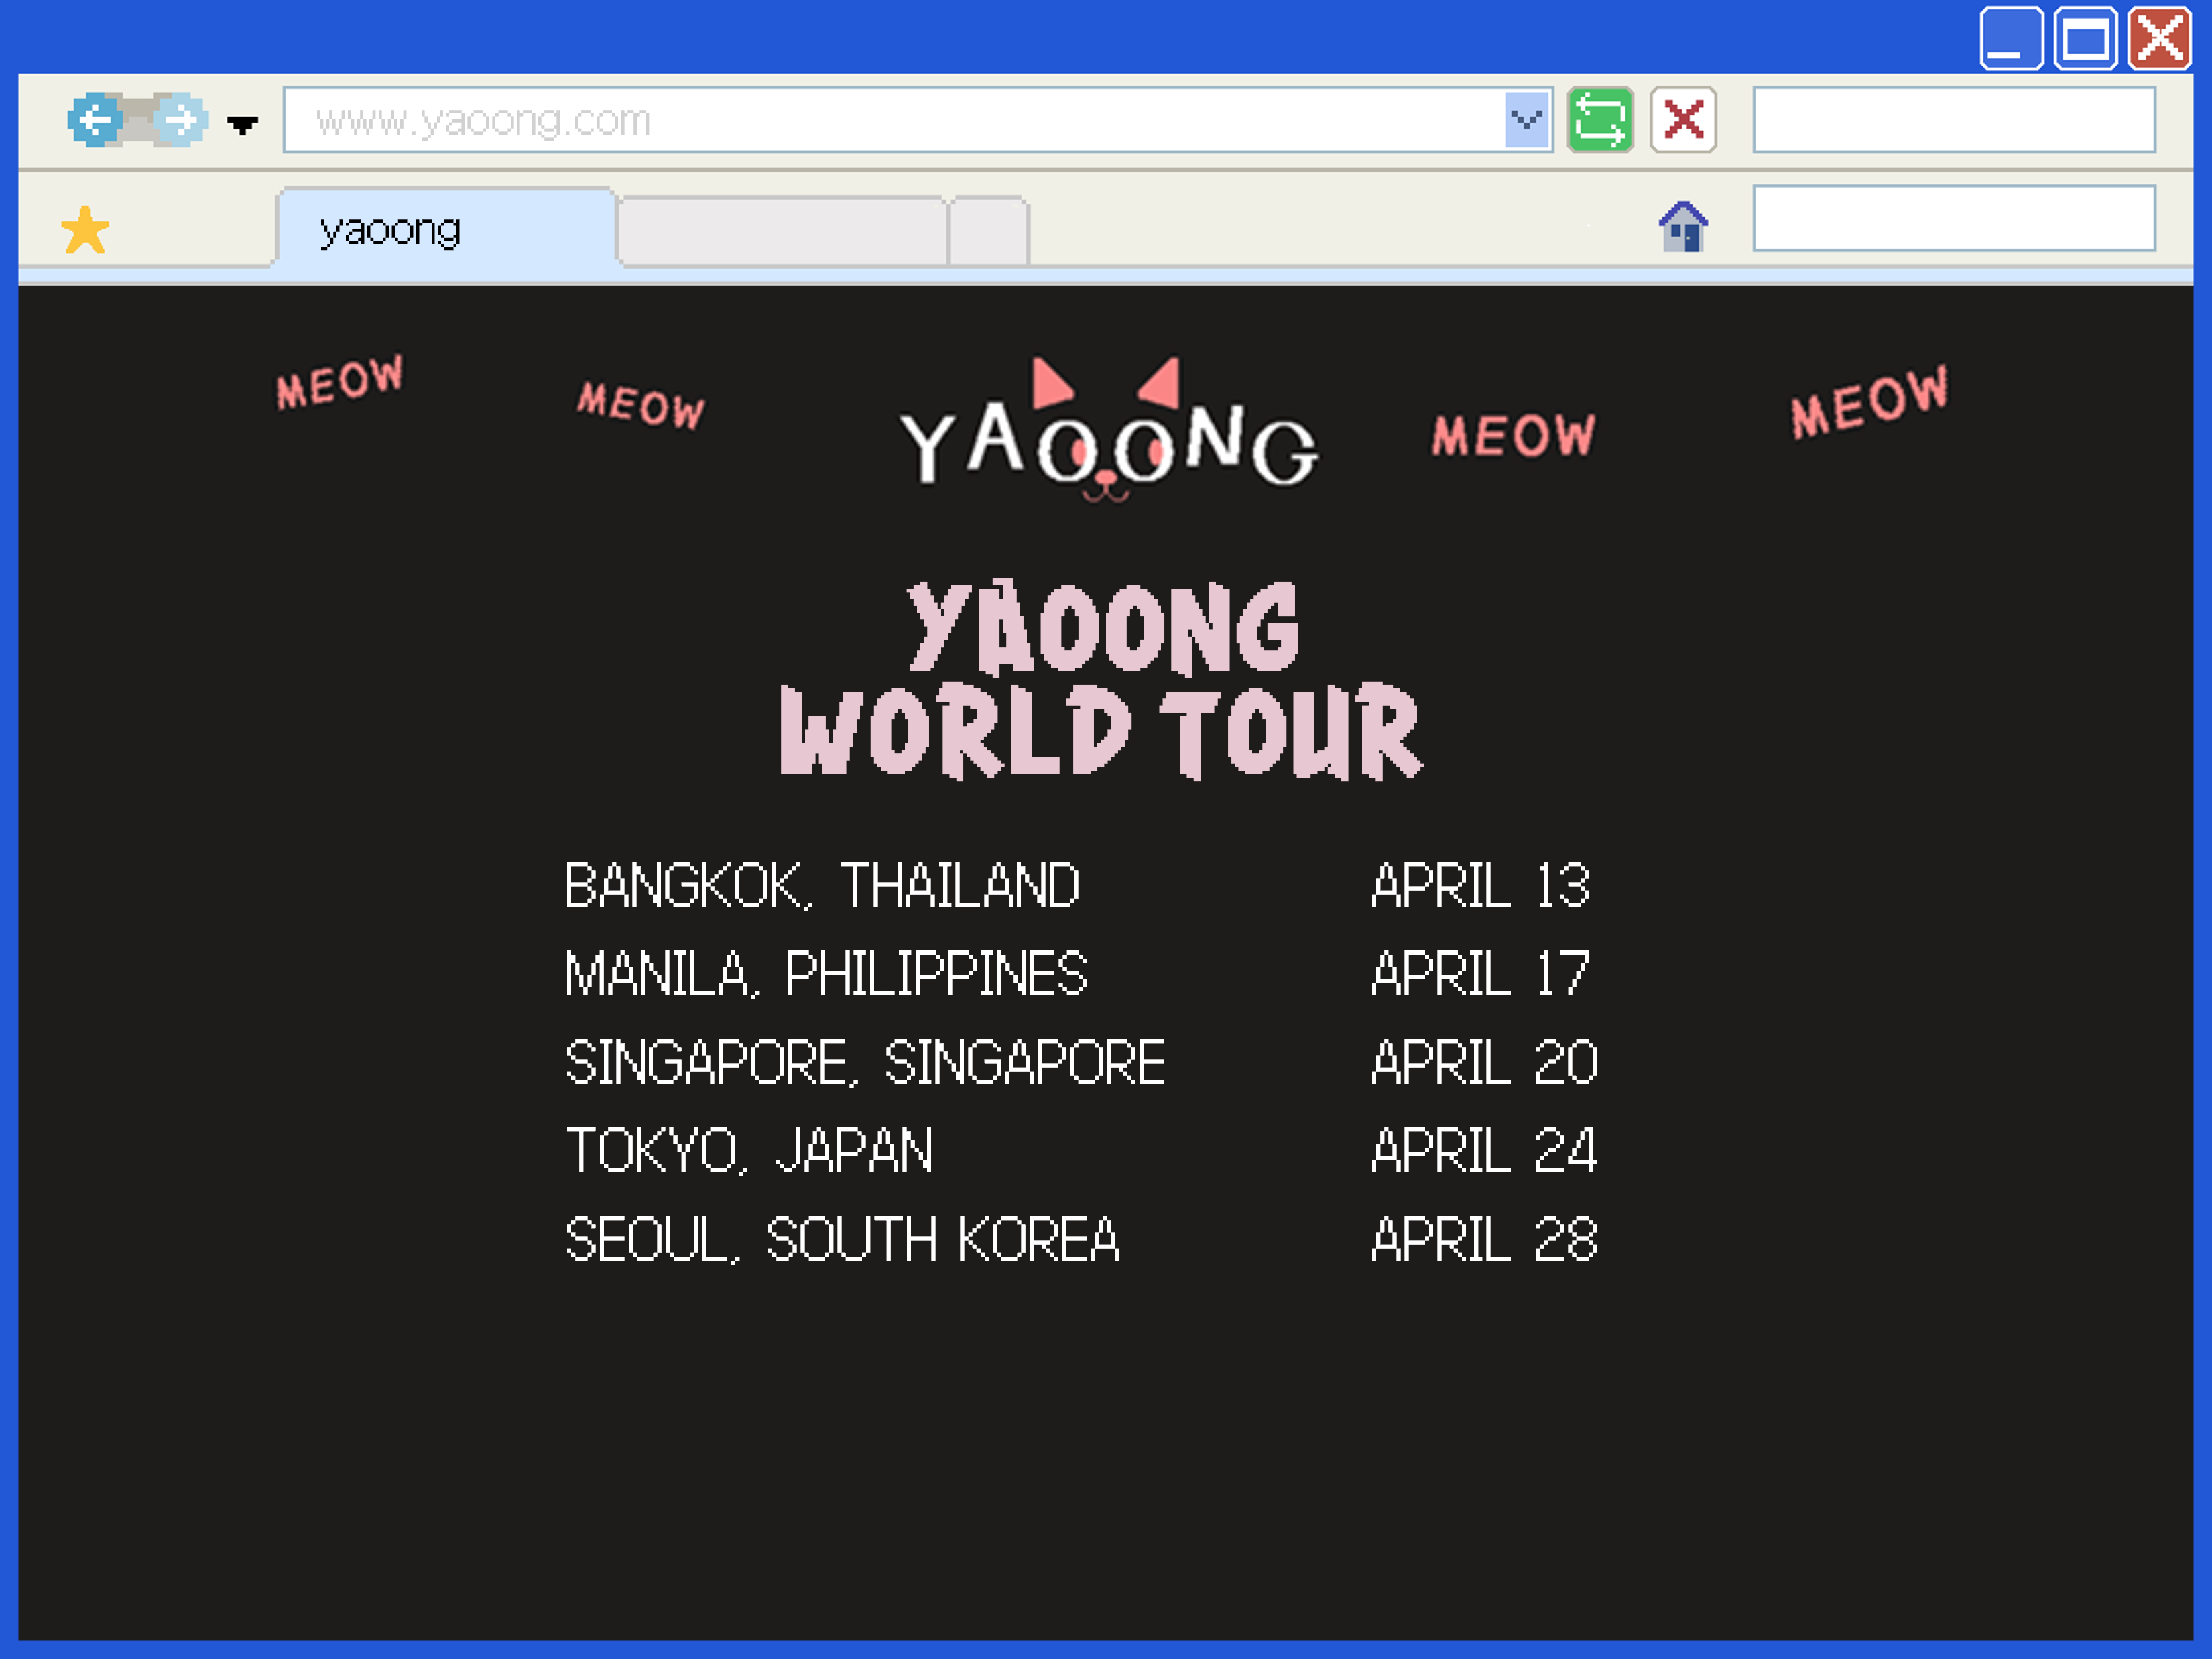 www.yaoong.com
yaoong
MEOW MEOW YAOONG MEOW MEOW
YAOONG
WORLD TOUR
BANGKOK, THAILAND APRIL 13
MANILA, PHILIPPINES APRIL 17
SINGAPORE, SINGAPORE APRIL 20
TOKYO, JAPAN APRIL 24
SEOUL, SOUTH KOREA APRIL 28